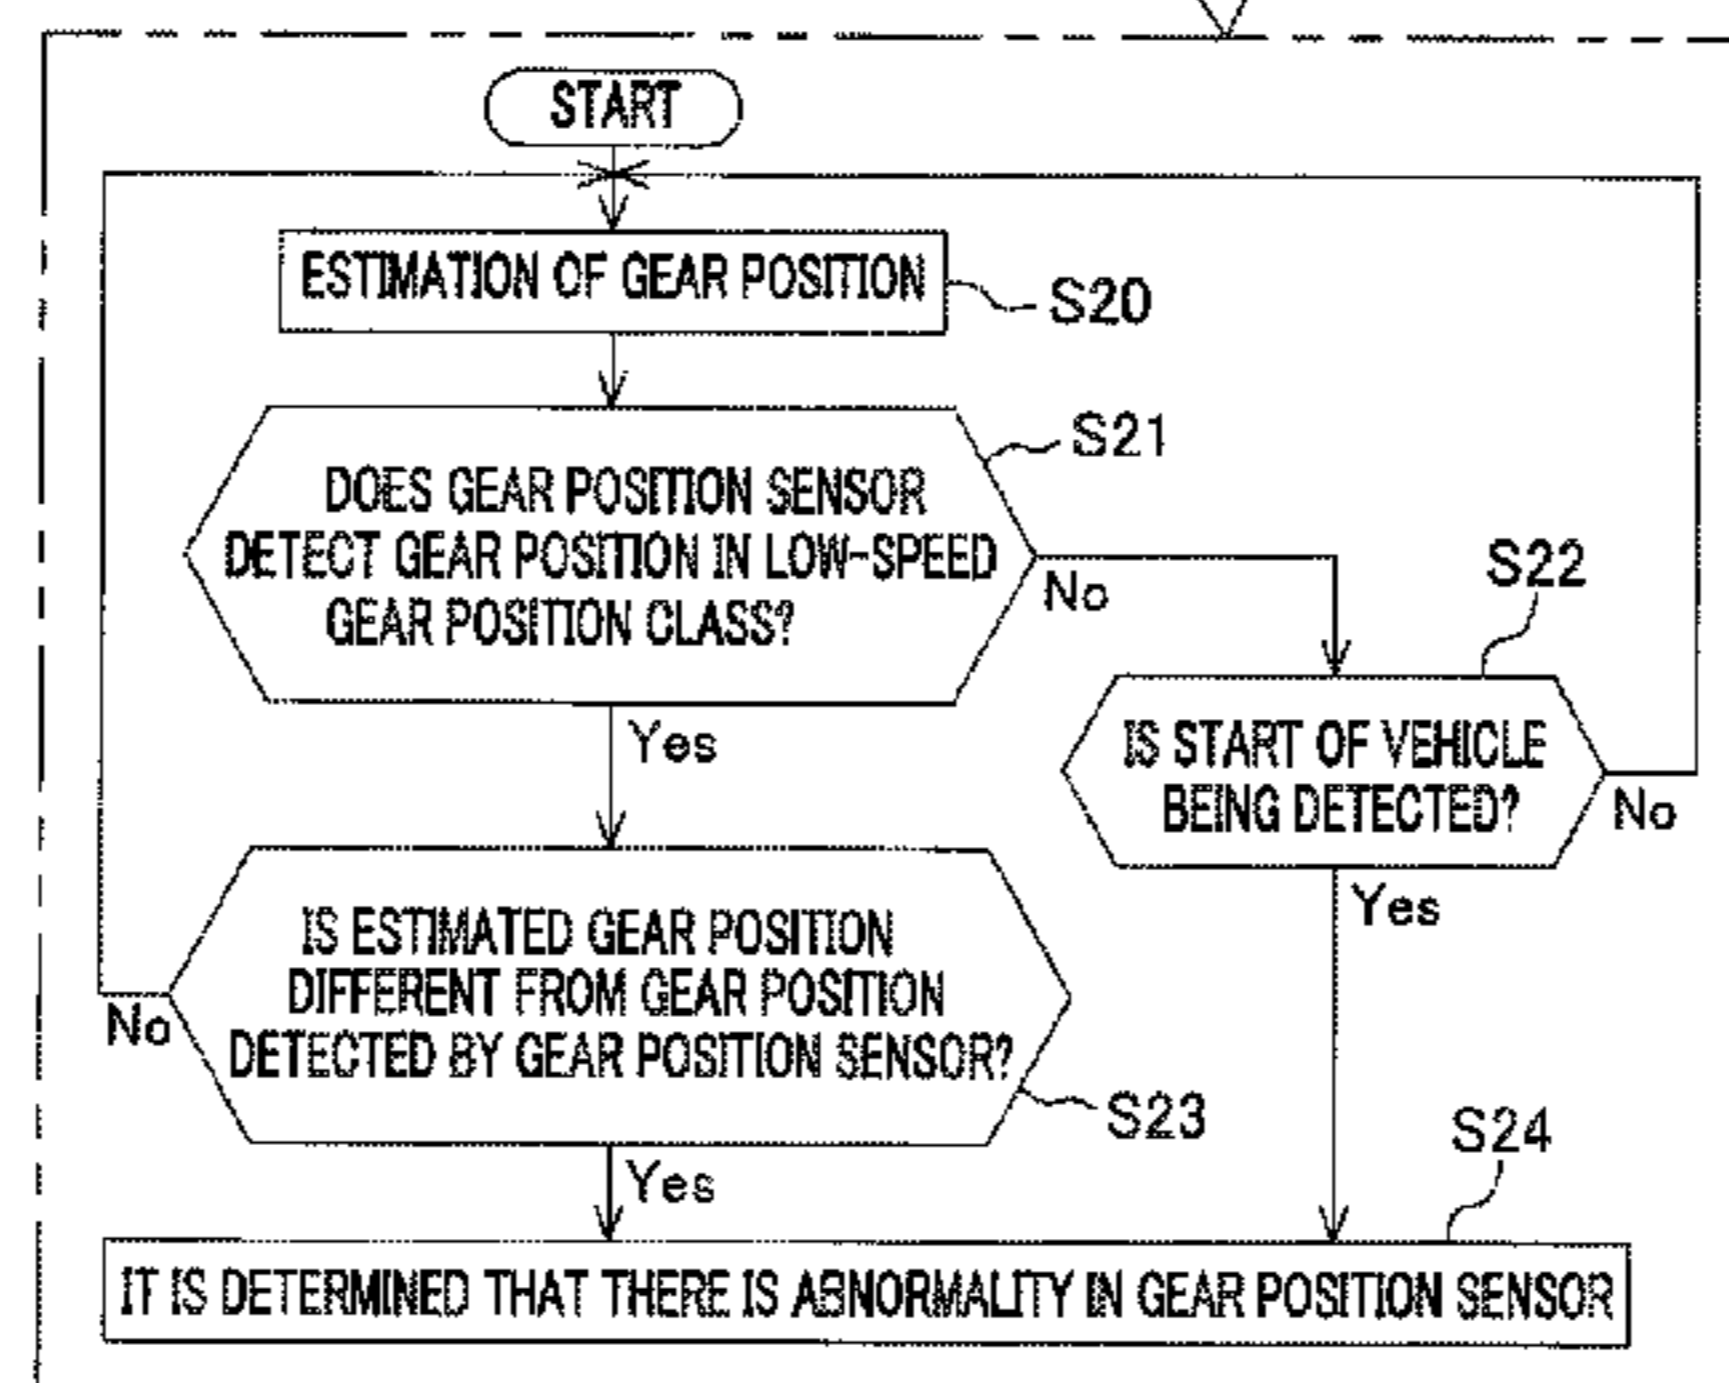 START
ESTIMATION OF GEAR POSITION
S20
S21
DOES GEAR POSITION SENSOR
DETECT GEAR POSITION IN LOW-SPEED
GEAR POSITION CLASS?
No
Yes
S22
IS START OF VEHICLE
BEING DETECTED?
No
Yes
IS ESTIMATED GEAR POSITION
DIFFERENT FROM GEAR POSITION
DETECTED BY GEAR POSITION SENSOR?
No
S23
Yes
S24
IT IS DETERMINED THAT THERE IS ABNORMALITY IN GEAR POSITION SENSOR